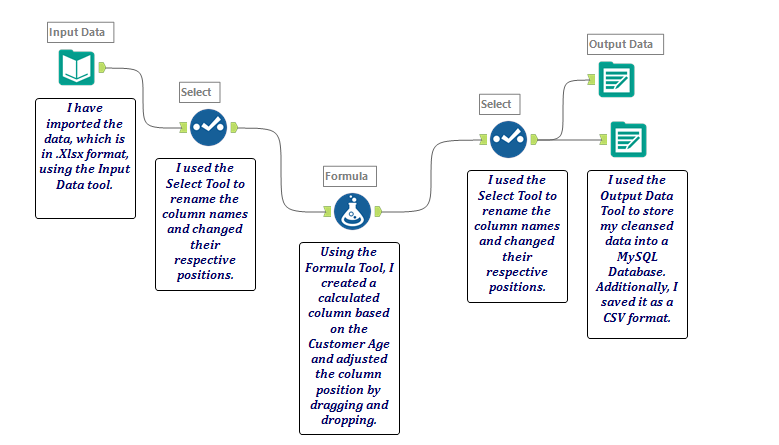 Input Data
I have
imported the
data, which is
in .Xlsx format,
using the Input
Data tool.
Select
I used the
Select Tool to
rename the
column names
and changed
their
respective
positions.
Formula
Using the
Formula Tool, I
created a
calculated
column based
on the
Customer Age
and adjusted
the column
position by
dragging and
dropping.
Select
I used the
Select Tool to
rename the
column names
and changed
their
respective
positions.
Output Data
I used the
Output Data
Tool to store
my cleansed
data into a
MySQL
Database.
Additionally, I
saved it as a
CSV format.